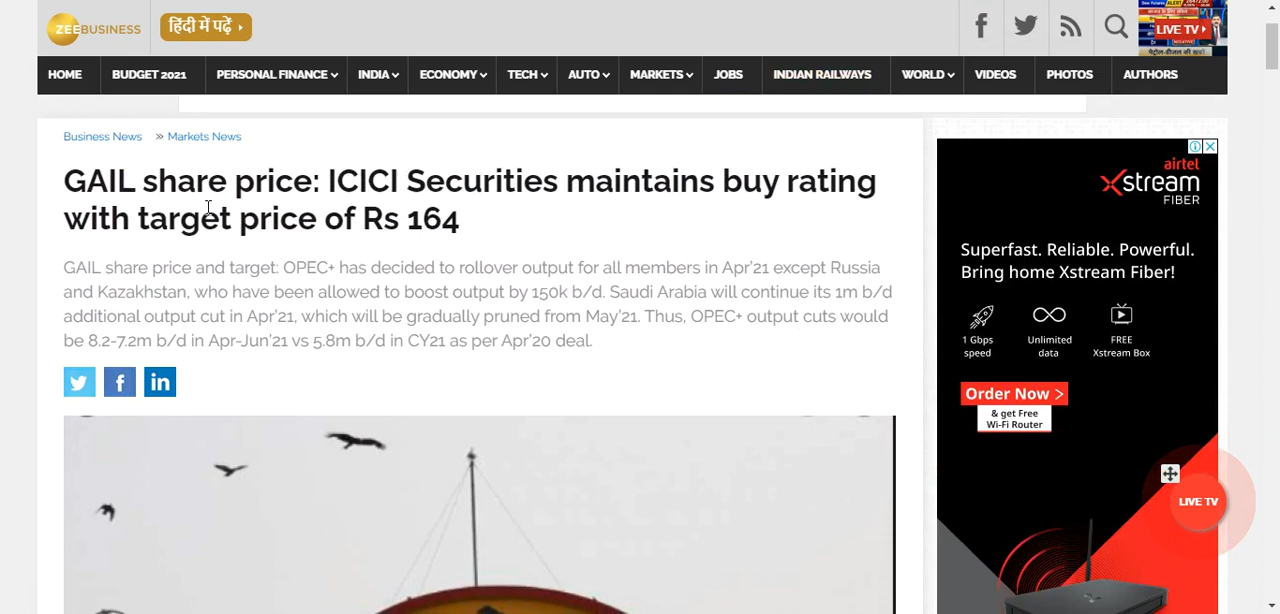 ZEEBUSINESS
हिंदी में पढ़ें
LIVE TV
HOME
BUDGET 2021
PERSONAL FINANCE
INDIA
ECONOMY
TECH
AUTO
MARKETS
JOBS
INDIAN RAILWAYS
WORLD
VIDEOS
PHOTOS
AUTHORS
Business News » Markets News
GAIL share price: ICICI Securities maintains buy rating
with target price of Rs 164
GAIL share price and target: OPEC+ has decided to rollover output for all members in Apr’21 except Russia
and Kazakhstan, who have been allowed to boost output by 150k b/d. Saudi Arabia will continue its 1m b/d
additional output cut in Apr’21, which will be gradually pruned from May’21. Thus, OPEC+ output cuts would
be 8.2-7.2m b/d in Apr-Jun’21 vs 5.8m b/d in CY21 as per Apr’20 deal.
airtel
Xstream
FIBER
Superfast. Reliable. Powerful.
Bring home Xstream Fiber!
1 Gbps
speed
Unlimited
data
FREE
Xstream Box
Order Now >
& get Free
Wi-Fi Router
LIVE TV